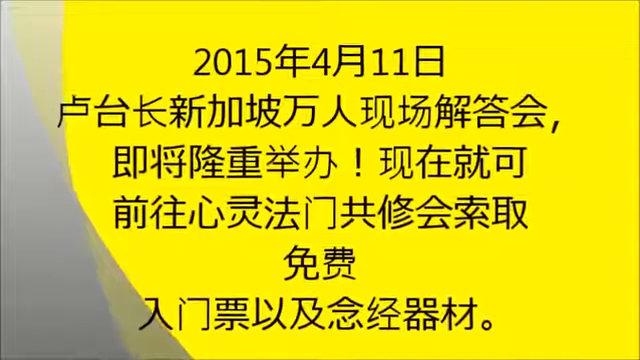 2015年4月11日
卢台长新加坡万人现场解答会，
即将隆重举办！现在就可
前往心灵法门共修会索取
免费
入门票以及念经器材。